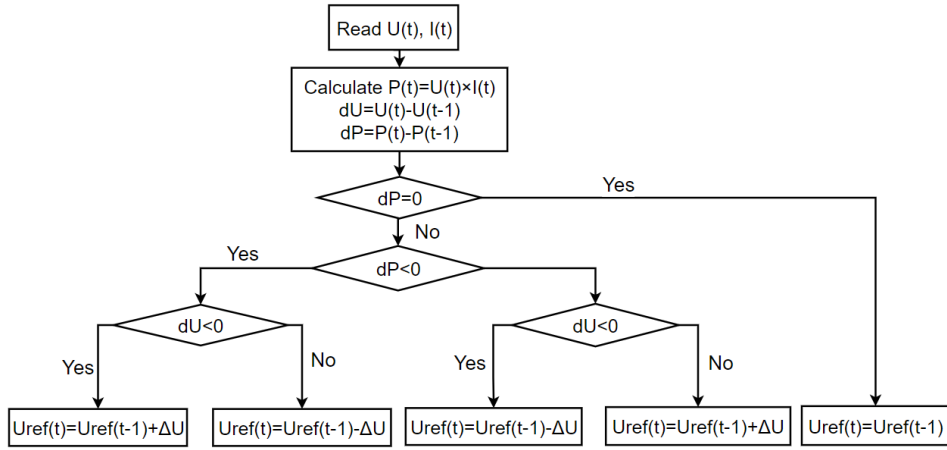 Read U(t), I(t)
Calculate P(t)=U(t)×I(t)
dU=U(t)-U(t-1)
dP=P(t)-P(t-1)
dP=0
Yes
No
dP<0
Yes
dU<0
Yes
No
dU<0
Yes
No
Uref(t)=Uref(t-1)+ΔU
Uref(t)=Uref(t-1)-ΔU
Uref(t)=Uref(t-1)-ΔU
Uref(t)=Uref(t-1)+ΔU
Uref(t)=Uref(t-1)